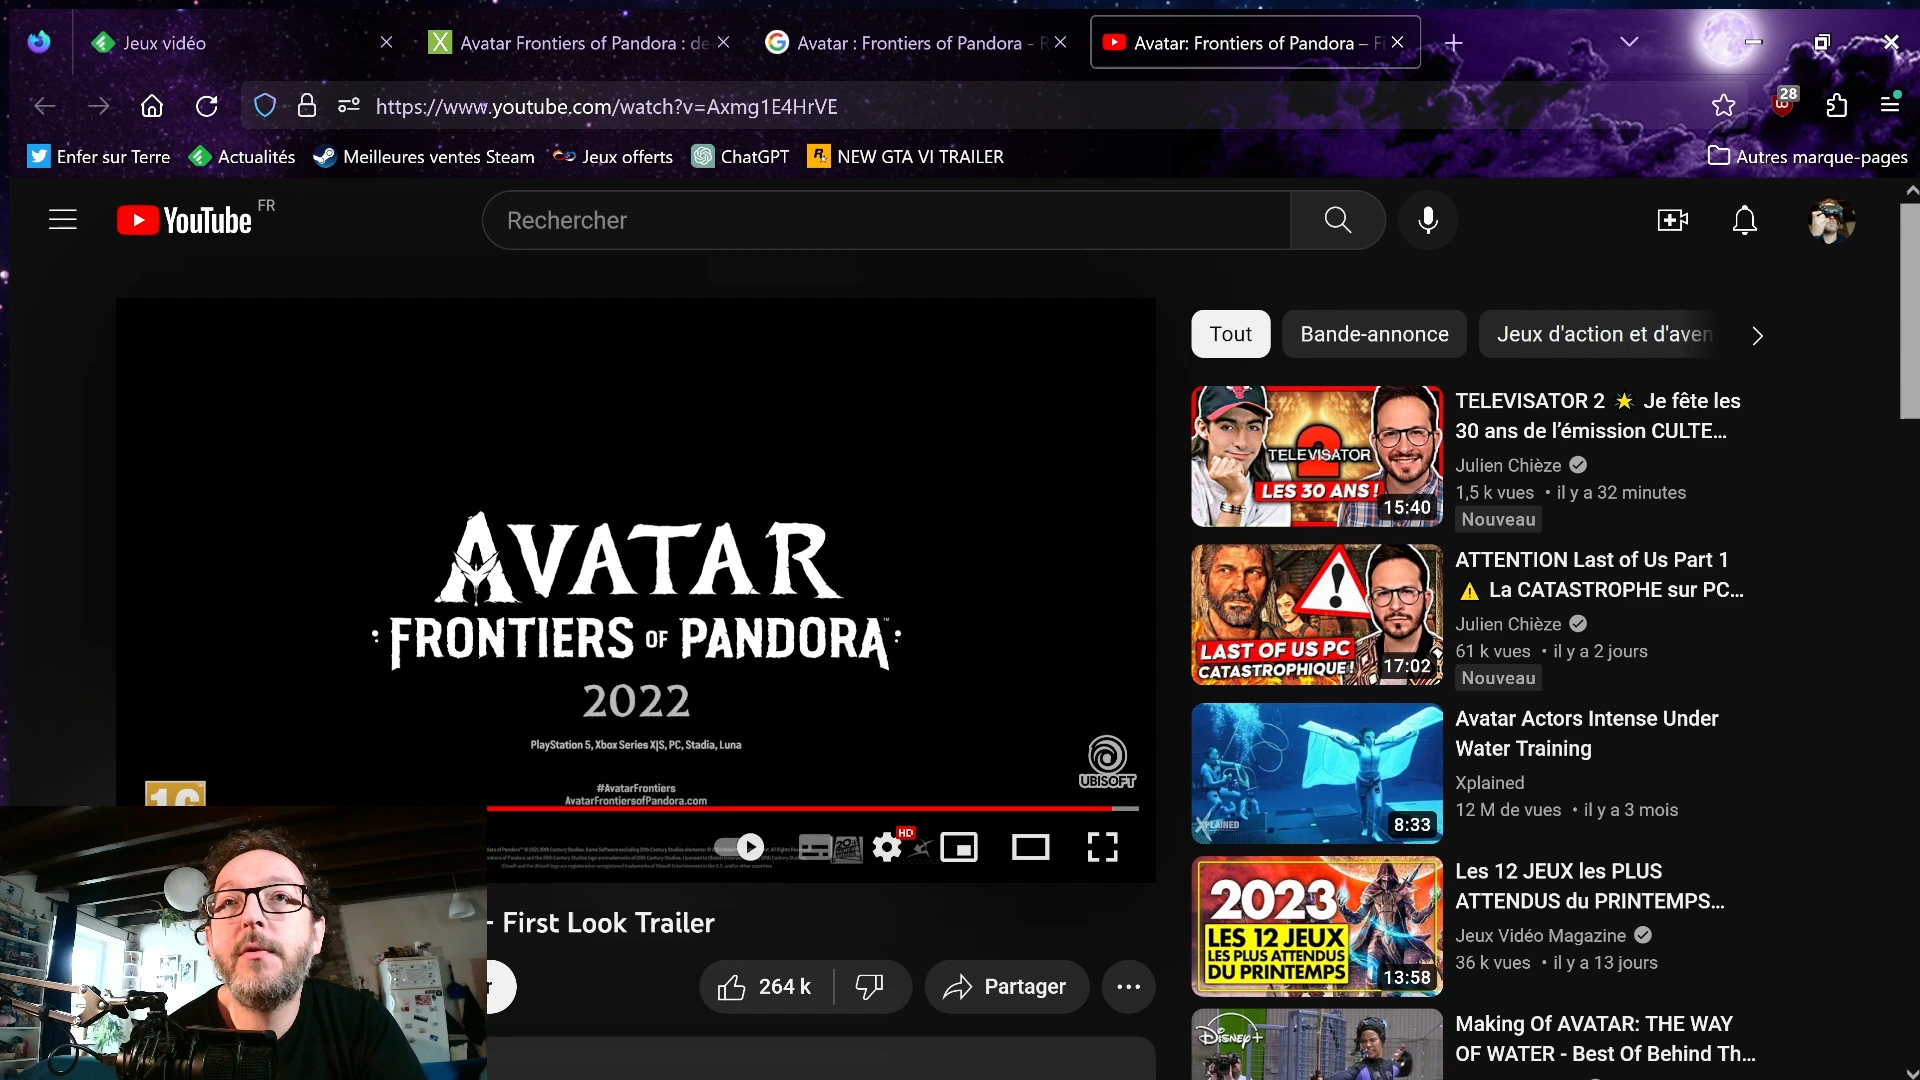 Jeux vidéo
Avatar Frontiers of Pandora : de
Avatar : Frontiers of Pandora - R
Avatar: Frontiers of Pandora – Fi
https://www.youtube.com/watch?v=Axmg1E4HrVE
28
Enfer sur Terre
Actualités
Meilleures ventes Steam
Jeux offerts
ChatGPT
NEW GTA VI TRAILER
Autres marque-pages
YouTube FR
Rechercher
AVATAR
FRONTIERS OF PANDORA™
2022
PlayStation 5, Xbox Series X|S, PC, Stadia, Luna
UBISOFT
#AvatarFrontiers
AvatarFrontiersofPandora.com
HD
- First Look Trailer
r
264 k
Partager
Tout
Bande-annonce
Jeux d'action et d'aven
2
TELEVISATOR
LES 30 ANS !
15:40
TELEVISATOR 2 🌟 Je fête les
30 ans de l’émission CULTE...
Julien Chièze
1,5 k vues • il y a 32 minutes
Nouveau
LAST OF US PC
CATASTROPHIQUE!
17:02
ATTENTION Last of Us Part 1
⚠️ La CATASTROPHE sur PC...
Julien Chièze
61 k vues • il y a 2 jours
Nouveau
XPLAINED
8:33
Avatar Actors Intense Under
Water Training
Xplained
12 M de vues • il y a 3 mois
2023
LES 12 JEUX
LES PLUS ATTENDUS
DU PRINTEMPS
13:58
Les 12 JEUX les PLUS
ATTENDUS du PRINTEMPS...
Jeux Vidéo Magazine
36 k vues • il y a 13 jours
Disney+
Making Of AVATAR: THE WAY
OF WATER - Best Of Behind Th...